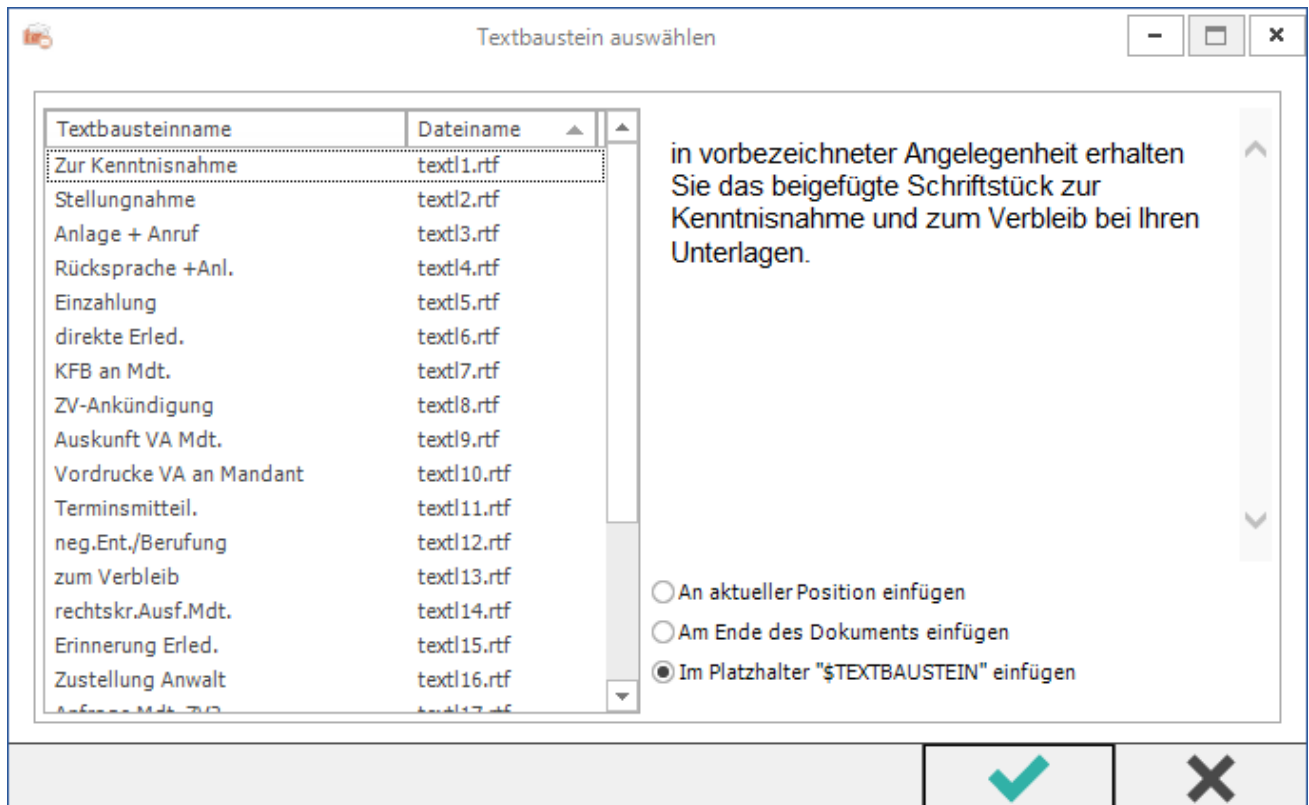 Textbaustein auswählen
Textbausteinname Dateiname
Zur Kenntnisnahme textl1.rtf
Stellungnahme textl2.rtf
Anlage + Anruf textl3.rtf
Rücksprache +Anl. textl4.rtf
Einzahlung textl5.rtf
direkte Erled. textl6.rtf
KFB an Mdt. textl7.rtf
ZV-Ankündigung textl8.rtf
Auskunft VA Mdt. textl9.rtf
Vordrucke VA an Mandant textl10.rtf
Terminsmitteil. textl11.rtf
neg.Ent./Berufung textl12.rtf
zum Verbleib textl13.rtf
rechtskr.Ausf.Mdt. textl14.rtf
Erinnerung Erled. textl15.rtf
Zustellung Anwalt textl16.rtf
in vorbezeichneter Angelegenheit erhalten
Sie das beigefügte Schriftstück zur
Kenntnisnahme und zum Verbleib bei Ihren
Unterlagen.
An aktueller Position einfügen
Am Ende des Dokuments einfügen
Im Platzhalter "$TEXTBAUSTEIN" einfügen